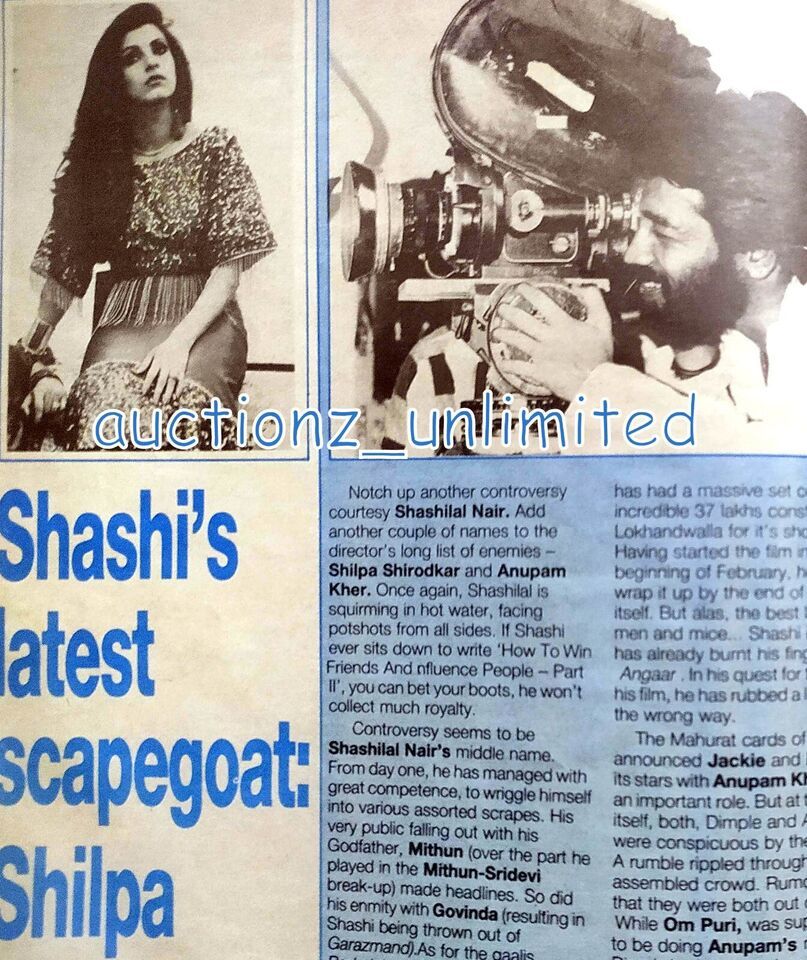 auctionz_unlimited
Shashi's
latest
scapegoat:
Shilpa
Notch up another controversy
courtesy Shashilal Nair. Add
another couple of names to the
director's long list of enemies –
Shilpa Shirodkar and Anupam
Kher. Once again, Shashilal is
squirming in hot water, facing
potshots from all sides. If Shashi
ever sits down to write 'How To Win
Friends And nfluence People – Part
II', you can bet your boots, he won't
collect much royalty.
Controversy seems to be
Shashilal Nair's middle name.
From day one, he has managed with
great competence, to wriggle himself
into various assorted scrapes. His
very public falling out with his
Godfather, Mithun (over the part he
played in the Mithun-Sridevi
break-up) made headlines. So did
his enmity with Govinda (resulting in
Shashi being thrown out of
Garazmand).As for the gaalis
has had a massive set
incredible 37 lakhs cons
Lokhandwalla for it's sh
Having started the film
beginning of February, h
wrap it up by the end of
itself. But alas, the best
men and mice... Shashi
has already burnt his fing
Angaar. In his quest for
his film, he has rubbed a
the wrong way.
The Mahurat cards of
announced Jackie and
its stars with Anupam Kh
an important role. But at
itself, both, Dimple and A
were conspicuous by the
A rumble rippled through
assembled crowd. Rumo
that they were both out
While Om Puri, was sup
to be doing Anupam's